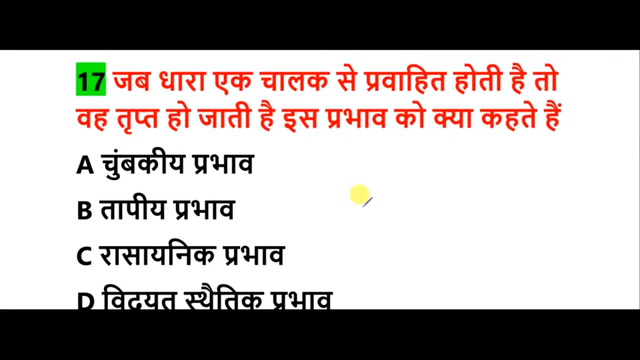 17 जब धारा एक चालक से प्रवाहित होती है तो
वह तृप्त हो जाती है इस प्रभाव को क्या कहते हैं
A चुंबकीय प्रभाव
B तापीय प्रभाव
C रासायनिक प्रभाव
D विद्युत स्थैतिक प्रभाव